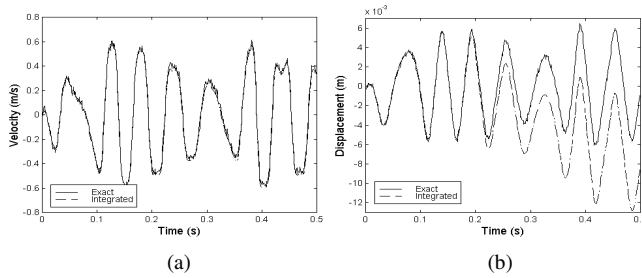 0.8
0.6
0.4
0.2
0
-0.2
-0.4
-0.6
-0.8
Velocity (m/s)
0 0.1 0.2 0.3 0.4 0.5
Time (s)
Exact
Integrated
(a)
x 10⁻³
8
6
4
2
0
-2
-4
-6
-8
-10
-12
Displacement (m)
0 0.1 0.2 0.3 0.4 0.5
Time (s)
Exact
Integrated
(b)